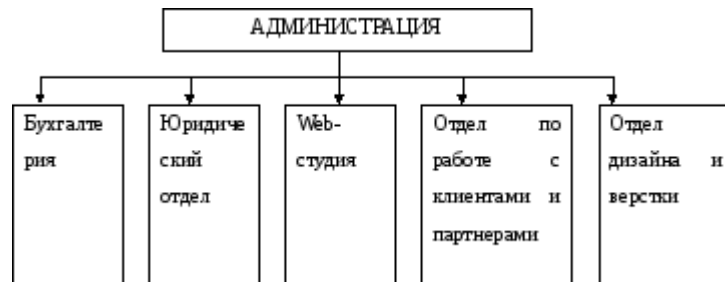 АДМИНИСТРАЦИЯ
Бухгалте
рия
Юридиче
ский
отдел
Web-
студия
Отдел по
работе с
клиентами и
партнерами
Отдел
дизайна и
верстки